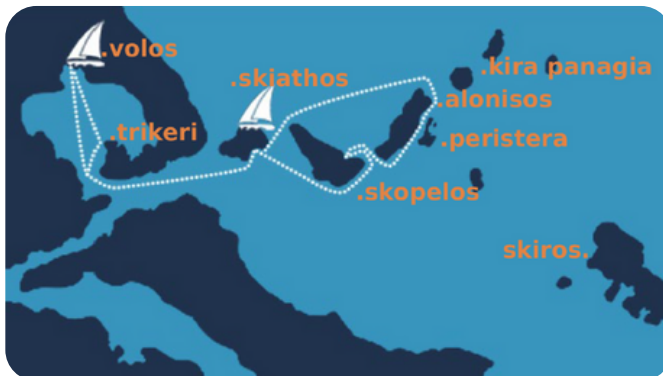 .volos
.skiathos
.kira panagia
.alonisos
.trikeri
.peristera
.skopelos
skiros.